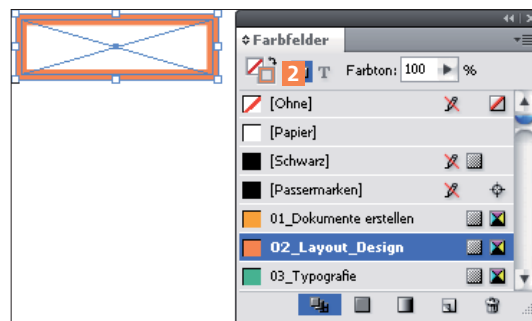 Farbfelder
2 T Farbton: 100 %
[Ohne]
[Papier]
[Schwarz]
[Passermarken]
01_Dokumente erstellen
02_Layout_Design
03_Typografie